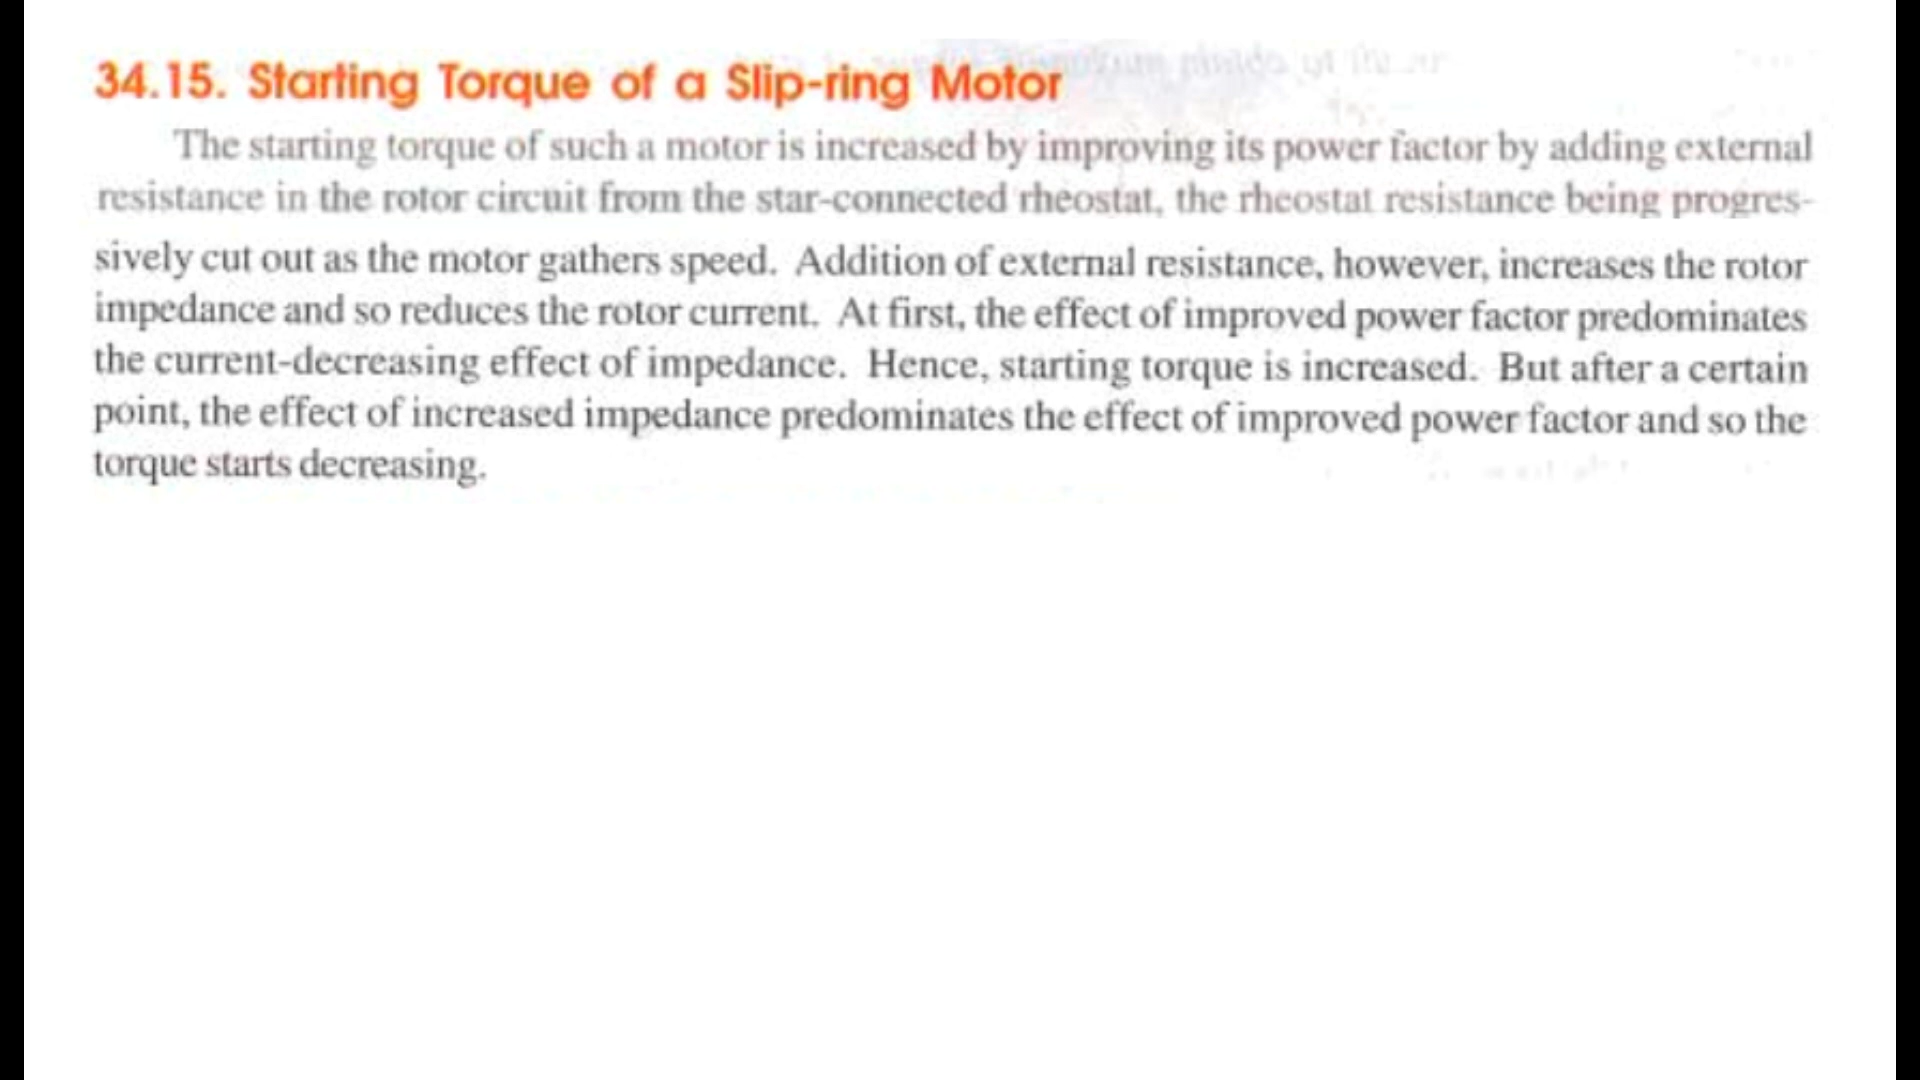 34.15. Starting Torque of a Slip-ring Motor
The starting torque of such a motor is increased by improving its power factor by adding external
resistance in the rotor circuit from the star-connected rheostat, the rheostat resistance being progres-
sively cut out as the motor gathers speed. Addition of external resistance, however, increases the rotor
impedance and so reduces the rotor current. At first, the effect of improved power factor predominates
the current-decreasing effect of impedance. Hence, starting torque is increased. But after a certain
point, the effect of increased impedance predominates the effect of improved power factor and so the
torque starts decreasing.